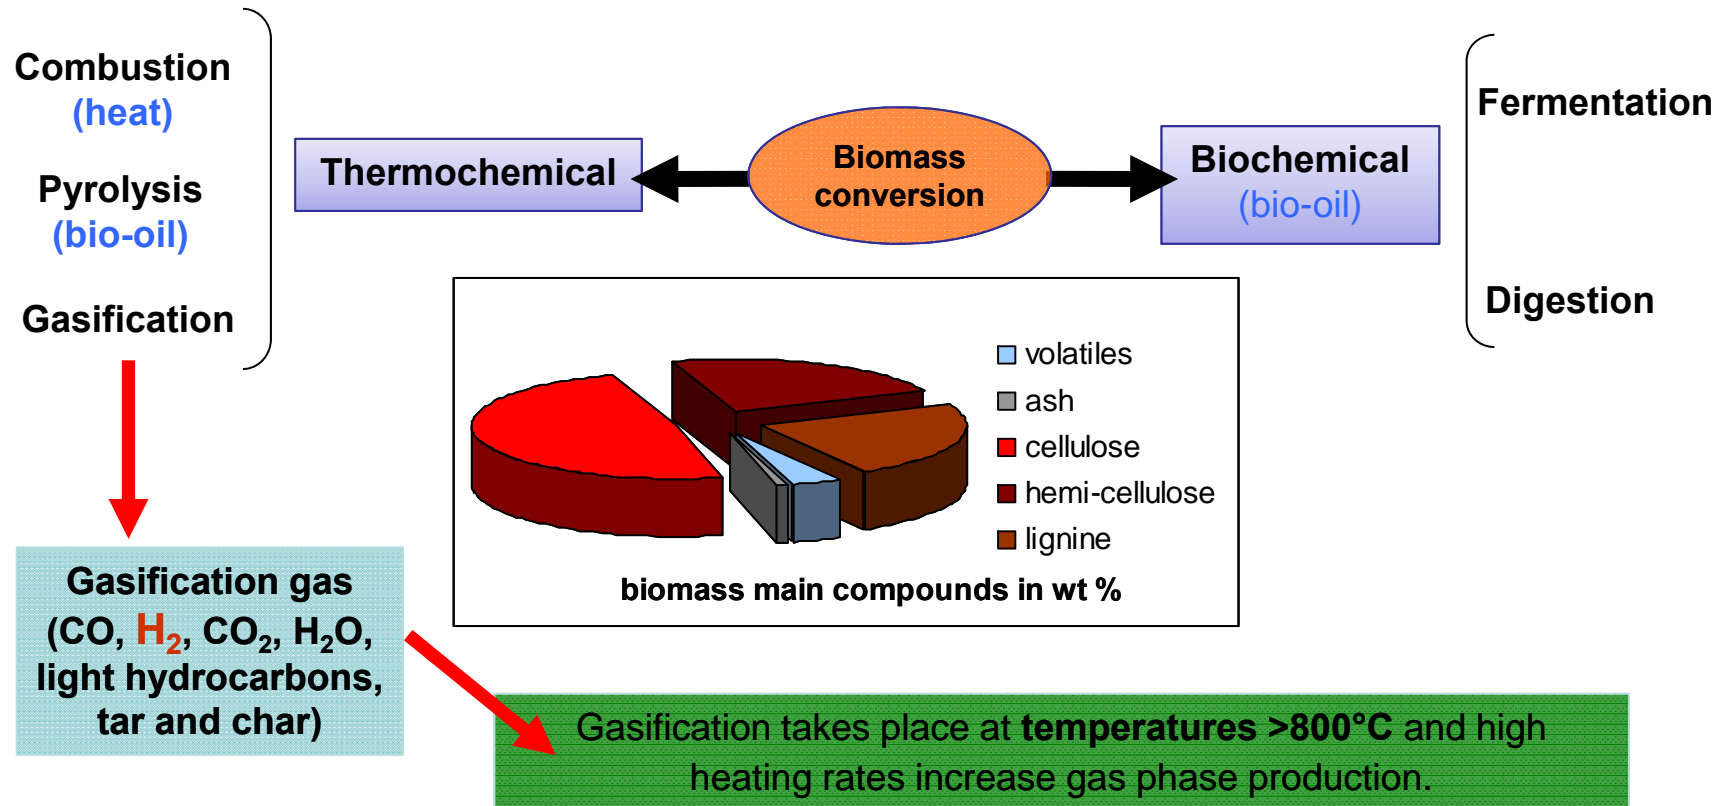 Combustion
(heat)
Pyrolysis
(bio-oil)
Gasification
Thermochemical
Biomass
conversion
Biochemical
(bio-oil)
Fermentation
Digestion
volatiles
ash
cellulose
hemi-cellulose
lignine
biomass main compounds in wt %
Gasification gas
(CO, H₂, CO₂, H₂O,
light hydrocarbons,
tar and char)
Gasification takes place at temperatures >800°C and high
heating rates increase gas phase production.